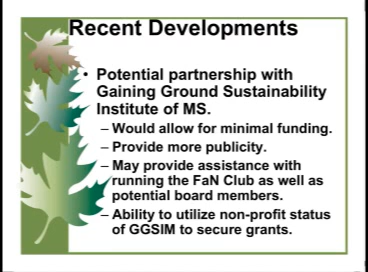 Recent Developments
• Potential partnership with
Gaining Ground Sustainability
Institute of MS.
– Would allow for minimal funding.
– Provide more publicity.
– May provide assistance with
running the FaN Club as well as
potential board members.
– Ability to utilize non-profit status
of GGSIM to secure grants.